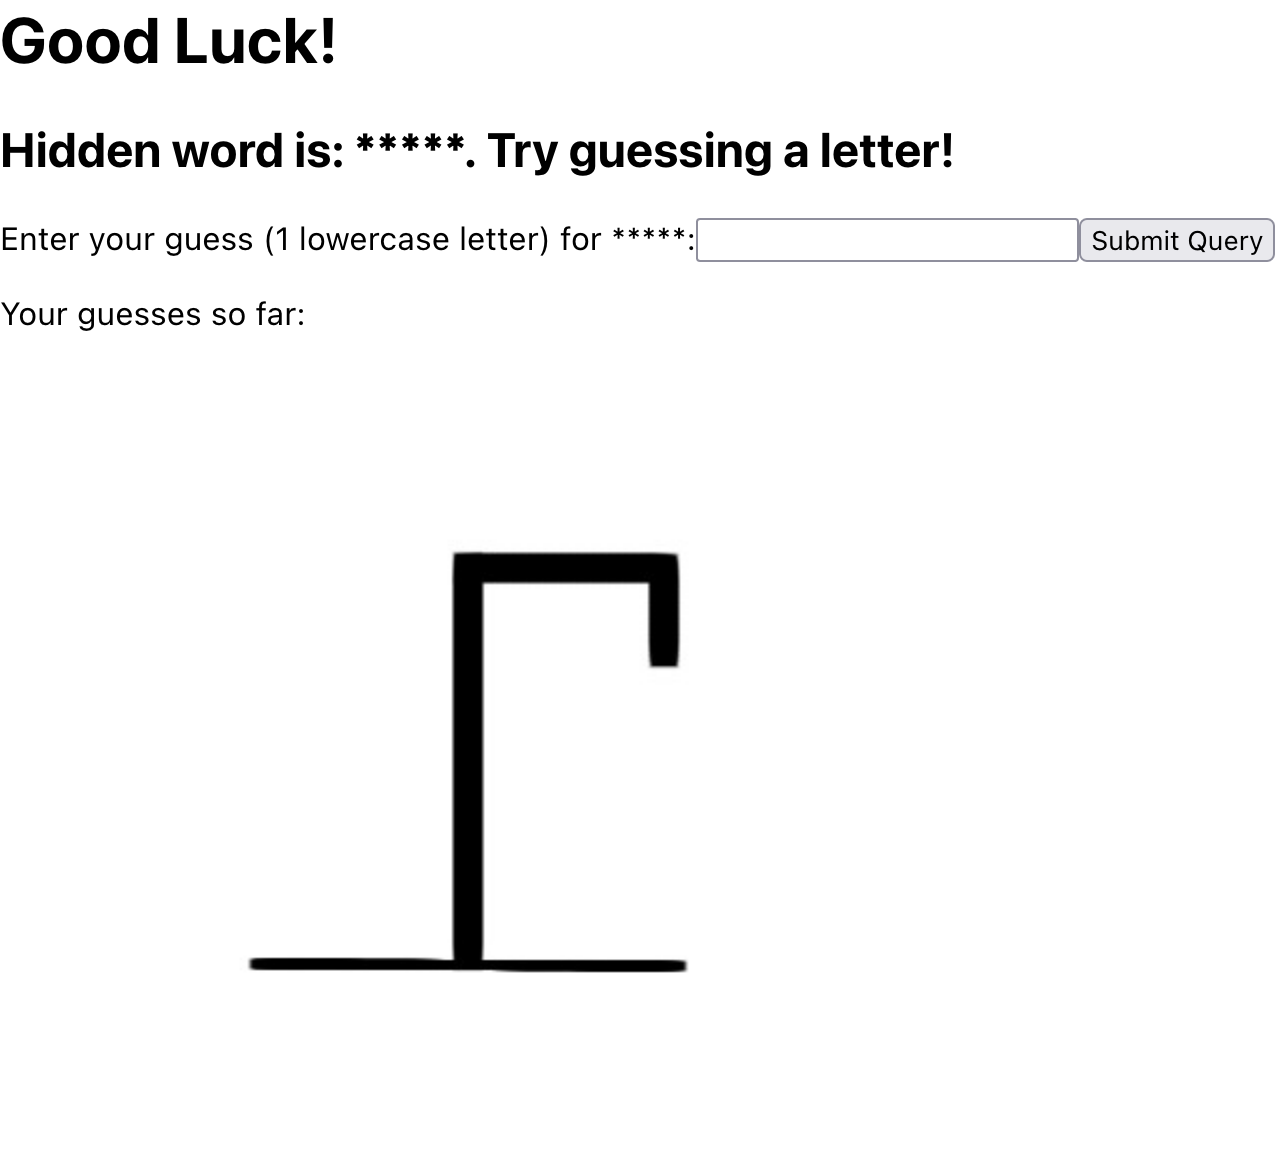 Good Luck!
Hidden word is: *****. Try guessing a letter!
Enter your guess (1 lowercase letter) for *****: Submit Query
Your guesses so far: